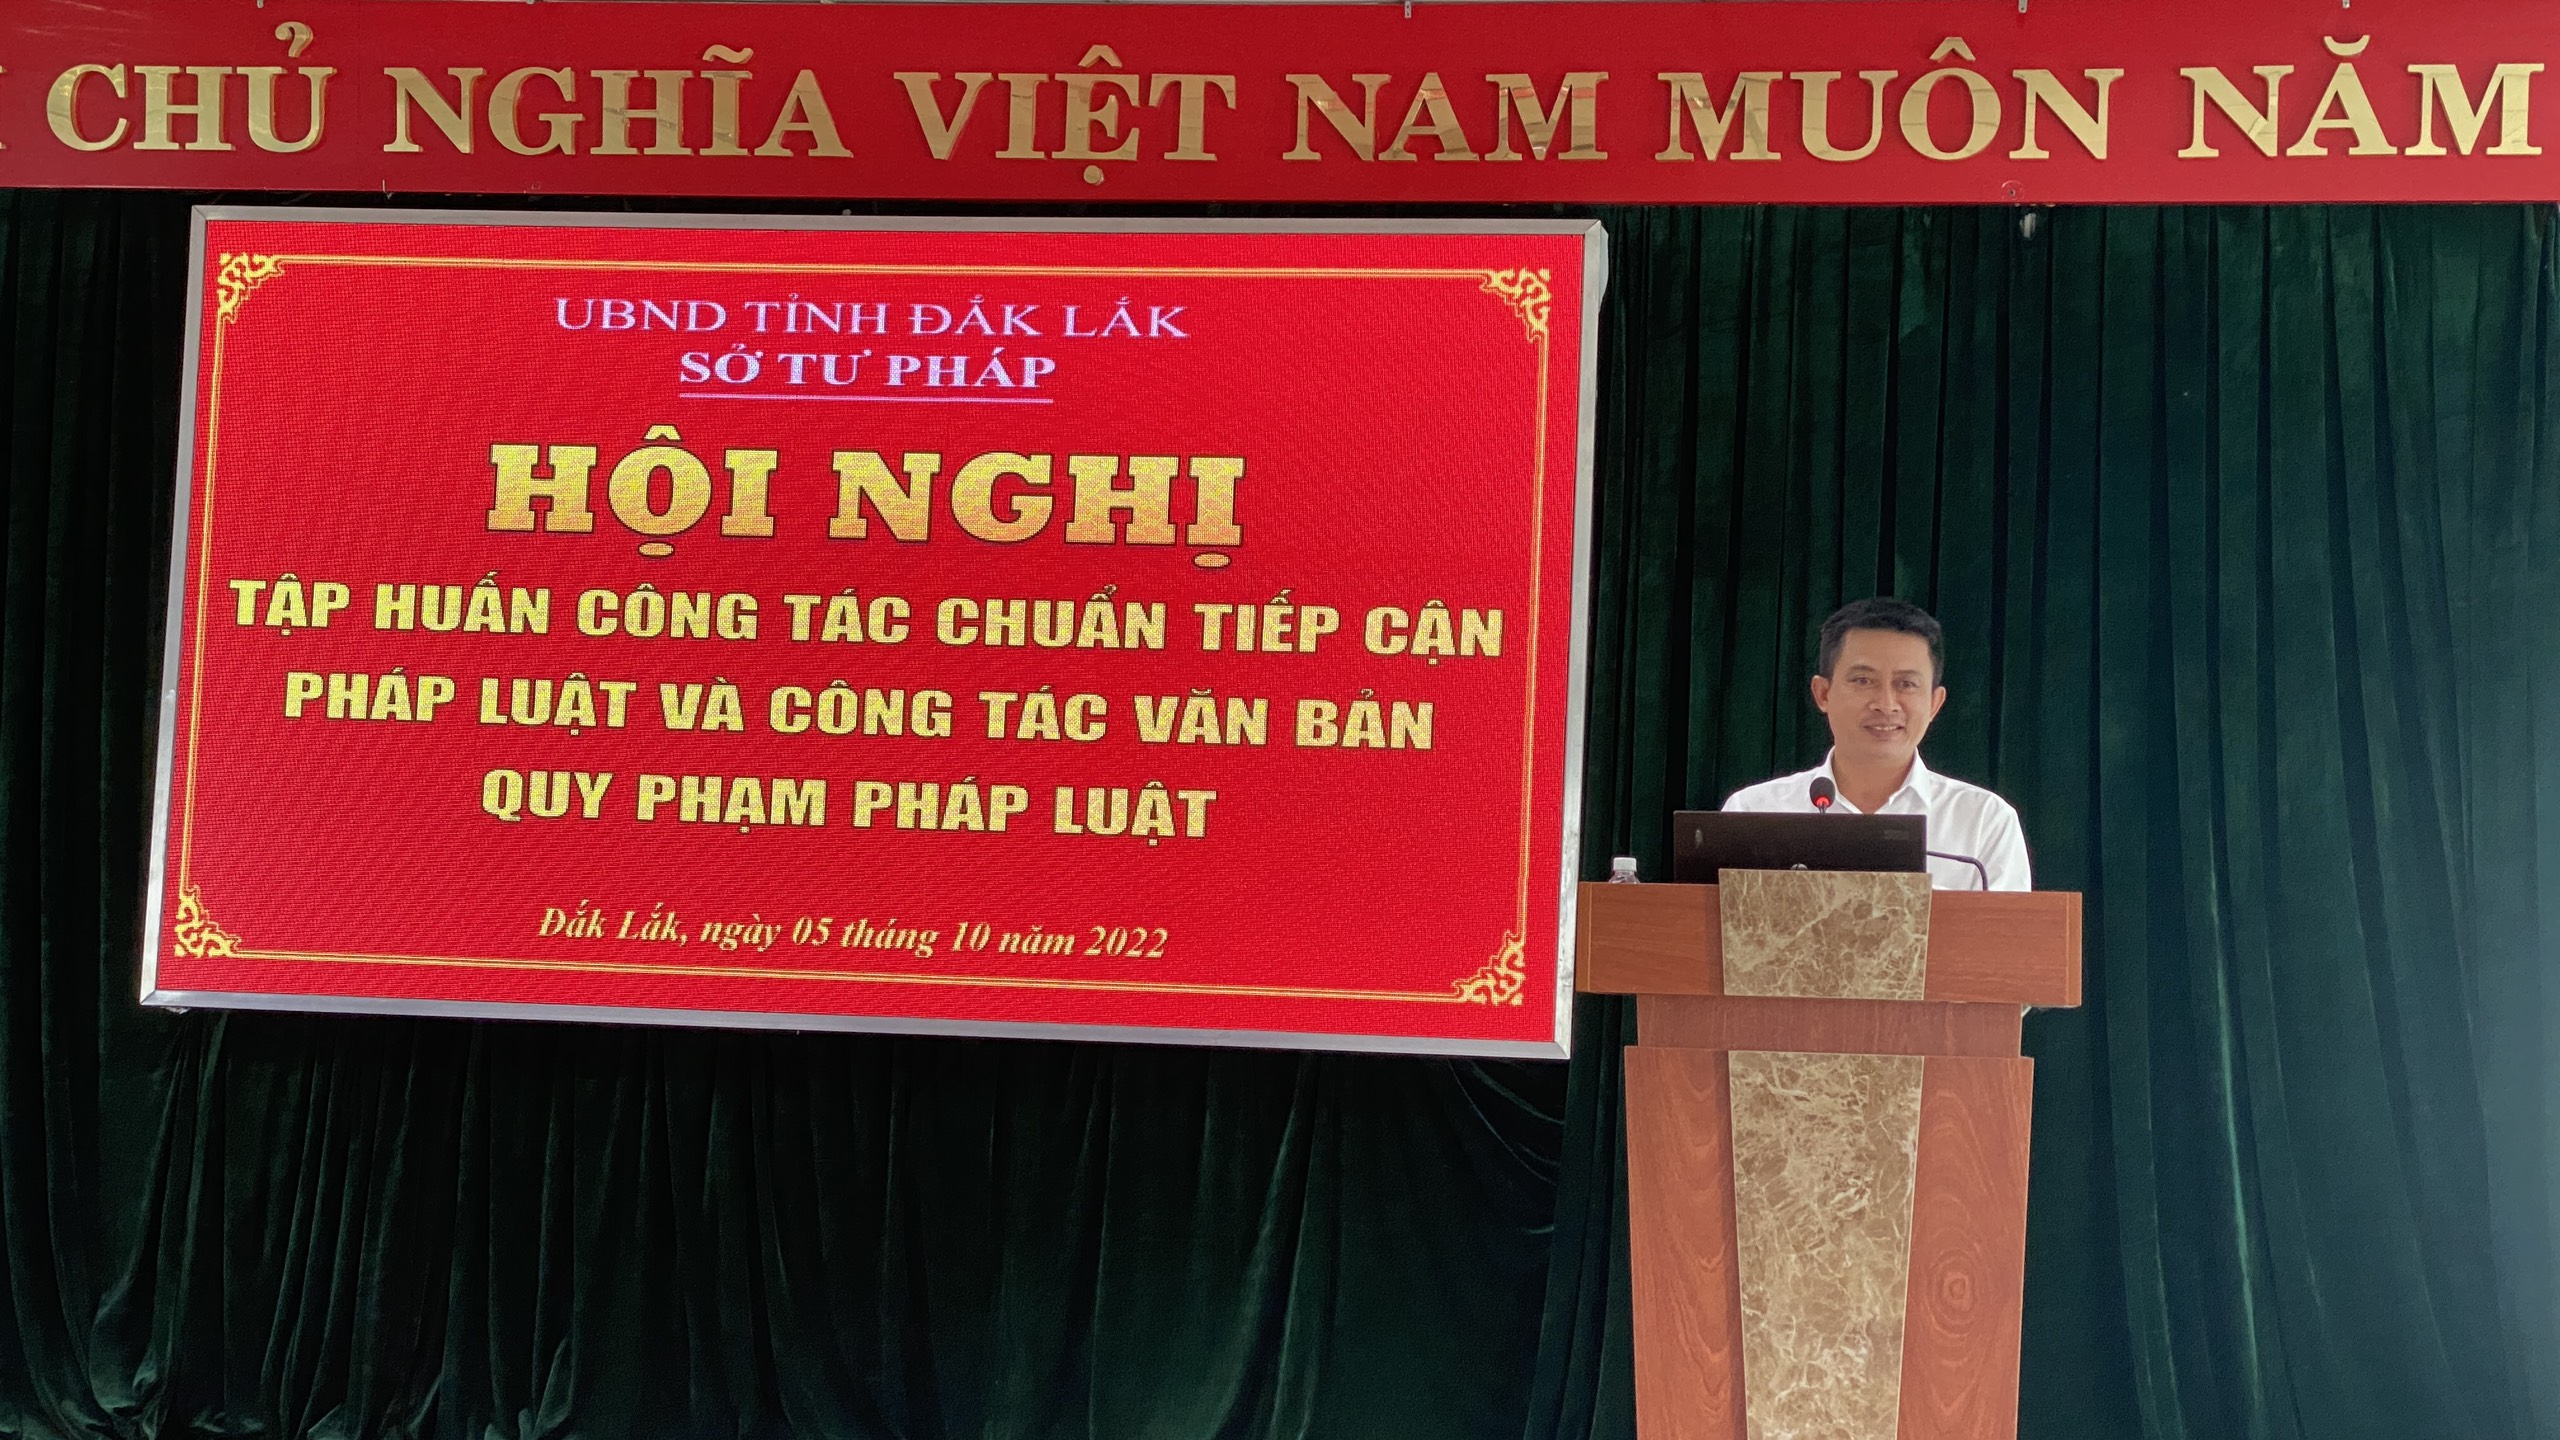 CHỦ NGHĨA VIỆT NAM MUÔN NĂM
UBND TỈNH ĐẮK LẮK
SỞ TƯ PHÁP
HỘI NGHỊ
TẬP HUẤN CÔNG TÁC CHUẨN TIẾP CẬN
PHÁP LUẬT VÀ CÔNG TÁC VĂN BẢN
QUY PHẠM PHÁP LUẬT
Đắk Lắk, ngày 05 tháng 10 năm 2022